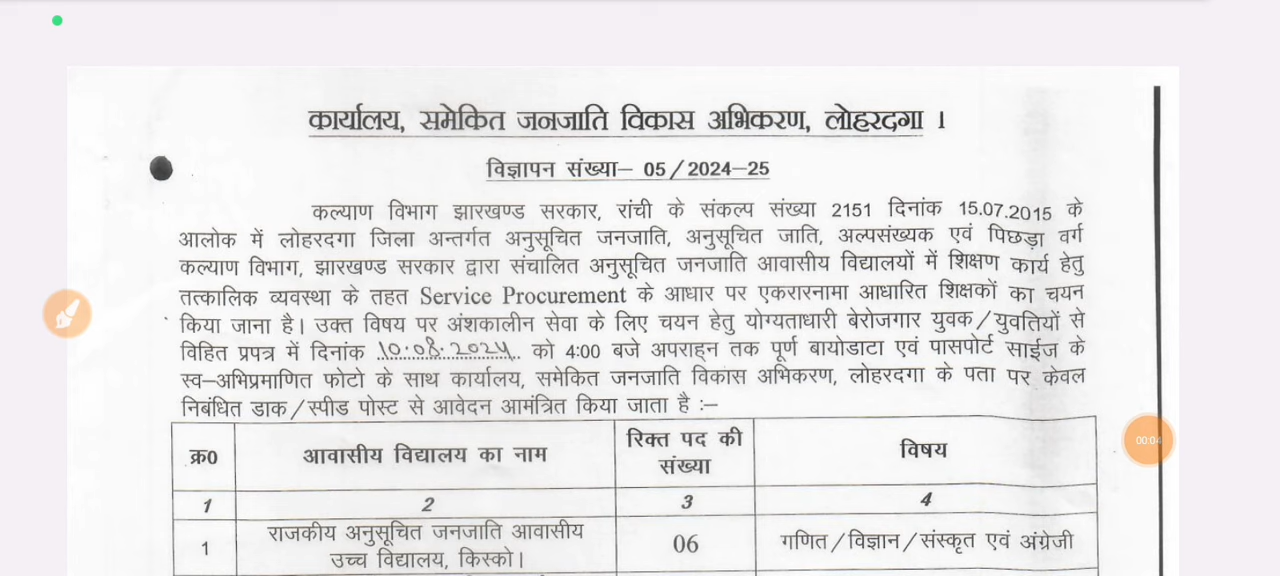 कार्यालय, समेकित जनजाति विकास अभिकरण, लोहरदगा ।
विज्ञापन संख्या– 05/2024–25
कल्याण विभाग झारखण्ड सरकार, रांची के संकल्प संख्या 2151 दिनांक 15.07.2015 के
आलोक में लोहरदगा जिला अन्तर्गत अनुसूचित जनजाति, अनुसूचित जाति, अल्पसंख्यक एवं पिछड़ा वर्ग
कल्याण विभाग, झारखण्ड सरकार द्वारा संचालित अनुसूचित जनजाति आवासीय विद्यालयों में शिक्षण कार्य हेतु
तत्कालिक व्यवस्था के तहत Service Procurement के आधार पर एकरारनामा आधारित शिक्षकों का चयन
किया जाना है। उक्त विषय पर अंशकालीन सेवा के लिए चयन हेतु योग्यताधारी बेरोजगार युवक/युवतियों से
विहित प्रपत्र में दिनांक 10.08.2024 को 4:00 बजे अपराह्न तक पूर्ण बायोडाटा एवं पासपोर्ट साईज के
स्व–अभिप्रमाणित फोटो के साथ कार्यालय, समेकित जनजाति विकास अभिकरण, लोहरदगा के पता पर केवल
निबंधित डाक/स्पीड पोस्ट से आवेदन आमंत्रित किया जाता है :–
क्र0 आवासीय विद्यालय का नाम रिक्त पद की संख्या विषय
1 2 3 4
1 राजकीय अनुसूचित जनजाति आवासीय उच्च विद्यालय, किस्को। 06 गणित/विज्ञान/संस्कृत एवं अंग्रेजी
00:04